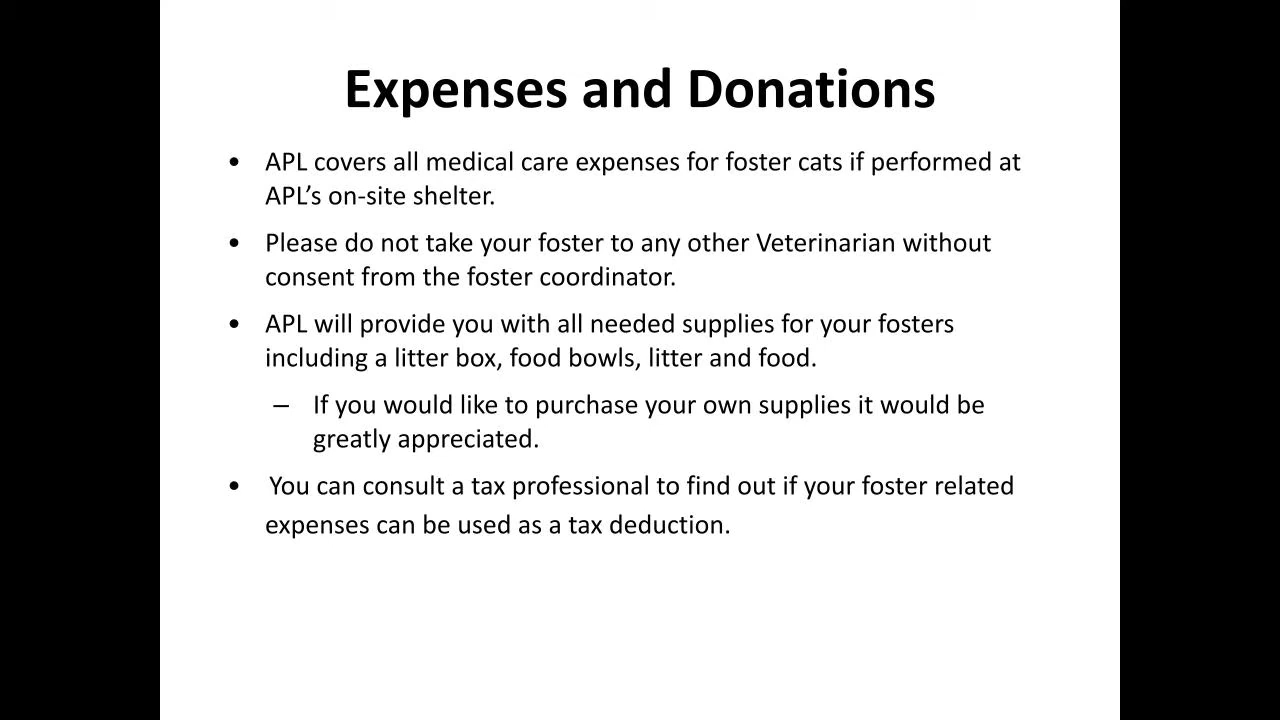 Expenses and Donations
• APL covers all medical care expenses for foster cats if performed at
APL’s on-site shelter.
• Please do not take your foster to any other Veterinarian without
consent from the foster coordinator.
• APL will provide you with all needed supplies for your fosters
including a litter box, food bowls, litter and food.
– If you would like to purchase your own supplies it would be
greatly appreciated.
• You can consult a tax professional to find out if your foster related
expenses can be used as a tax deduction.